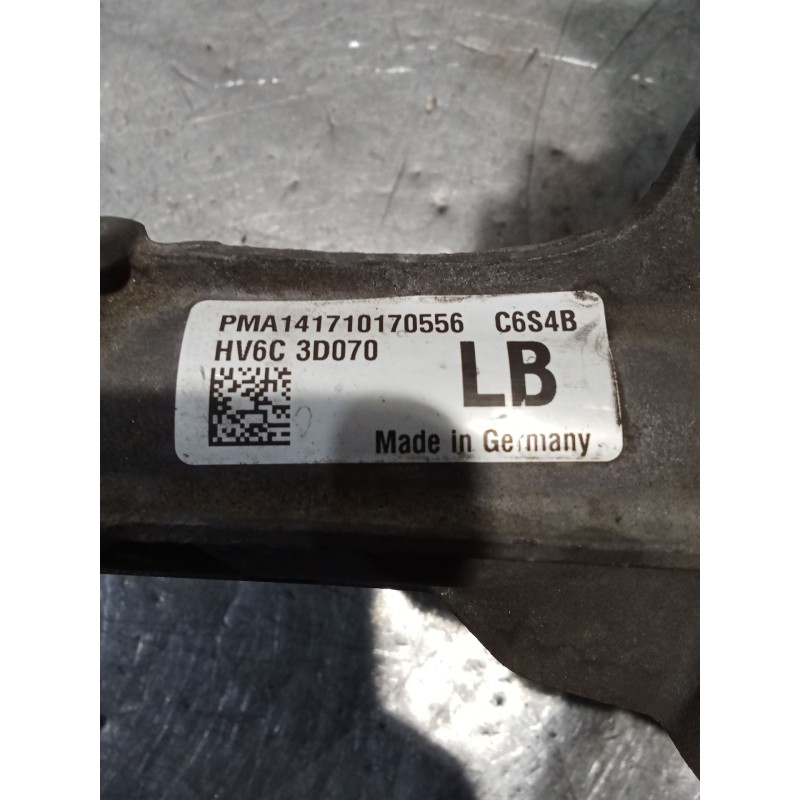 PMA141710170556 C6S4B
HV6C 3D070 LB
Made in Germany